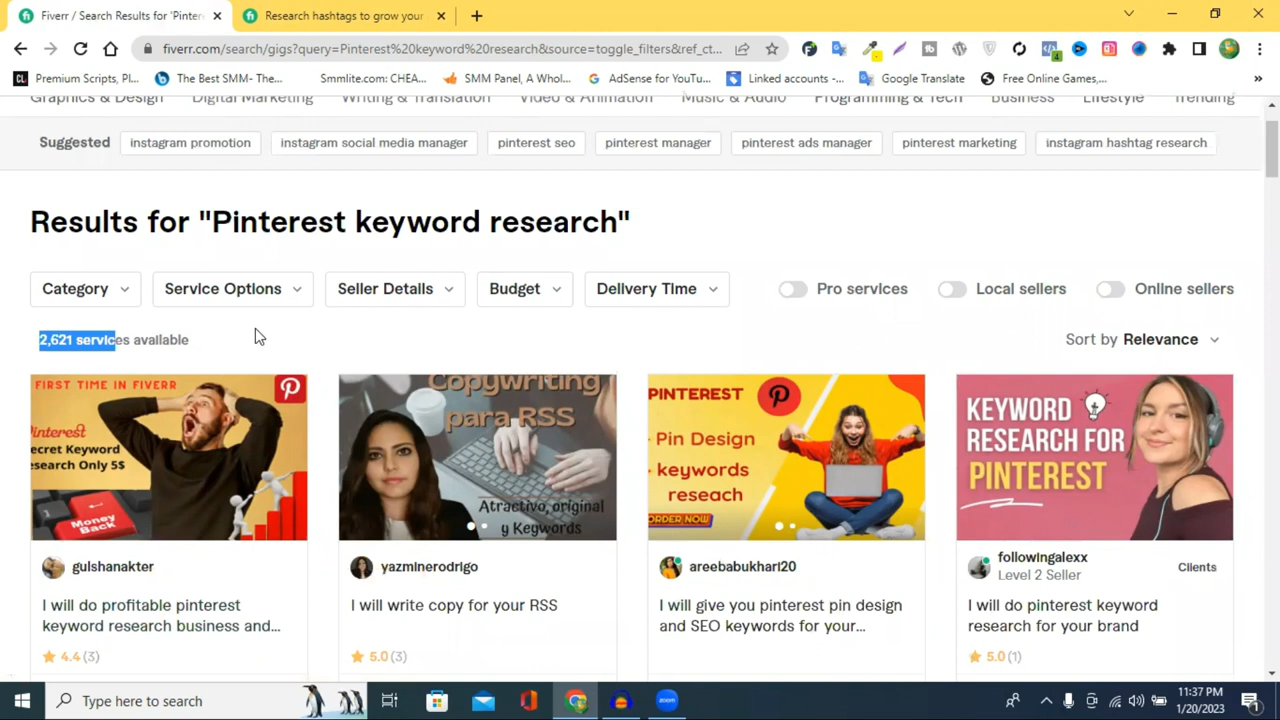 Fiverr / Search Results for 'Pinter
Research hashtags to grow your
fiverr.com/search/gigs?query=Pinterest%20keyword%20research&source=toggle_filters&ref_ct...
Premium Scripts, Pl...
The Best SMM- The...
Smmlite.com: CHEA...
SMM Panel, A Whol...
AdSense for YouTu...
Linked accounts -...
Google Translate
Free Online Games,...
Graphics & Design
Digital Marketing
Writing & Translation
Video & Animation
Music & Audio
Programming & Tech
Business
Lifestyle
Trending
Suggested
instagram promotion
instagram social media manager
pinterest seo
pinterest manager
pinterest ads manager
pinterest marketing
instagram hashtag research
Results for "Pinterest keyword research"
Category
Service Options
Seller Details
Budget
Delivery Time
Pro services
Local sellers
Online sellers
2,621 services available
Sort by Relevance
FIRST TIME IN FIVERR
interest
ecret Keyword
esearch Only 5$
Money
Back
Copywriting
para RSS
Atractivo, original
y Keywords
PINTEREST
- Pin Design
- keywords
reseach
ORDER NOW
KEYWORD
RESEARCH FOR
PINTEREST
gulshanakter
I will do profitable pinterest
keyword research business and...
4.4 (3)
yazminerodrigo
I will write copy for your RSS
5.0 (3)
areebabukhari20
I will give you pinterest pin design
and SEO keywords for your...
followingalexx
Level 2 Seller
Clients
I will do pinterest keyword
research for your brand
5.0 (1)
Type here to search
zoom
11:37 PM
1/20/2023